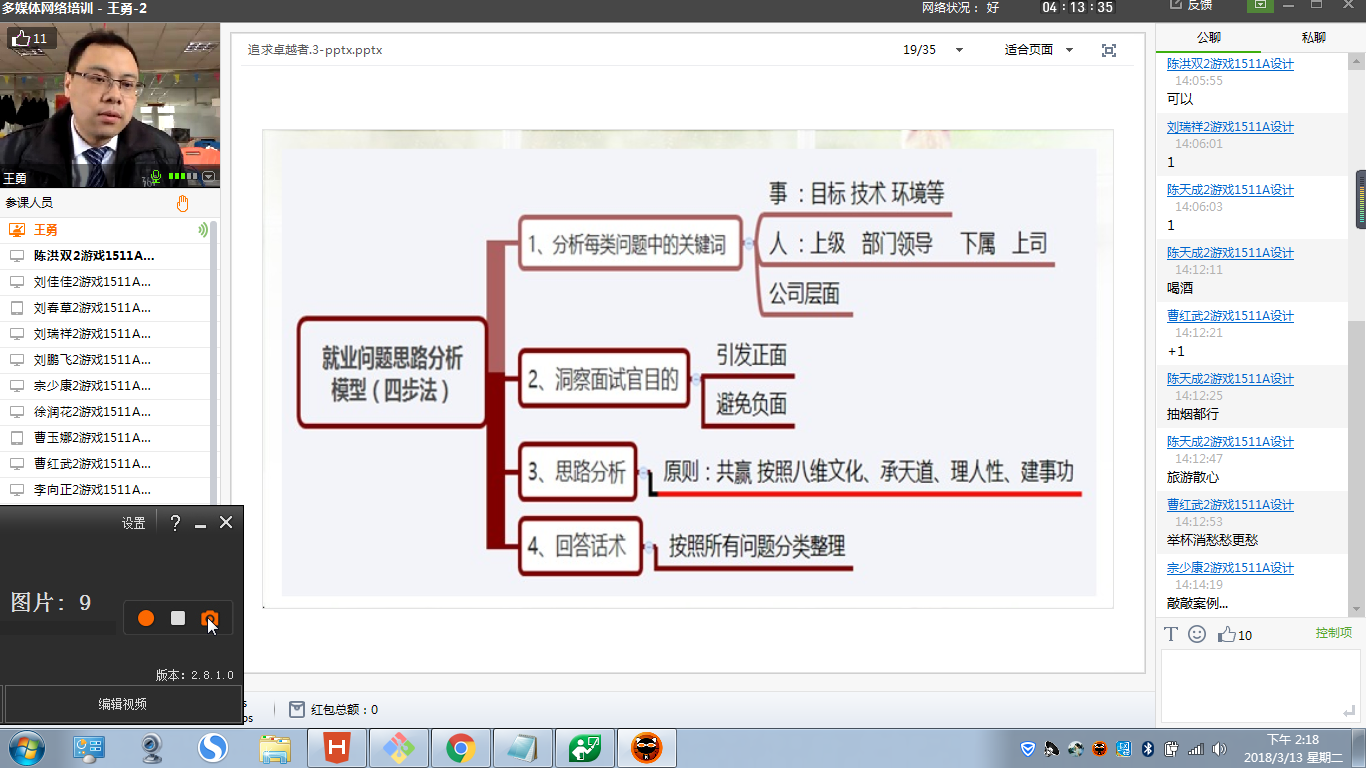 多媒体网络培训 - 王勇-2
网络状况： 好
04:13:35
反馈
11
王勇
参课人员
王勇
陈洪双2游戏1511A...
刘佳佳2游戏1511A...
刘春草2游戏1511A...
刘瑞祥2游戏1511A...
刘鹏飞2游戏1511A...
宗少康2游戏1511A...
徐润花2游戏1511A...
曹玉娜2游戏1511A...
曹红武2游戏1511A...
李向正2游戏1511A...
设置
?
图片: 9
版本: 2.8.1.0
编辑视频
追求卓越者.3-pptx.pptx
19/35
适合页面
就业问题思路分析
模型（四步法）
1、分析每类问题中的关键词
事 ：目标 技术 环境等
人 ：上级 部门领导 下属 上司
公司层面
2、洞察面试官目的
引发正面
避免负面
3、思路分析
原则：共赢 按照八维文化、承天道、理人性、建事功
4、回答话术
按照所有问题分类整理
红包总额：0
公聊
私聊
陈洪双2游戏1511A设计
14:05:55
可以
刘瑞祥2游戏1511A设计
14:06:01
1
陈天成2游戏1511A设计
14:06:03
1
陈天成2游戏1511A设计
14:12:11
喝酒
曹红武2游戏1511A设计
14:12:21
+1
陈天成2游戏1511A设计
14:12:25
抽烟都行
陈天成2游戏1511A设计
14:12:47
旅游散心
曹红武2游戏1511A设计
14:12:53
举杯消愁愁更愁
宗少康2游戏1511A设计
14:14:19
敲敲案例...
10
控制项
下午 2:18
2018/3/13 星期二